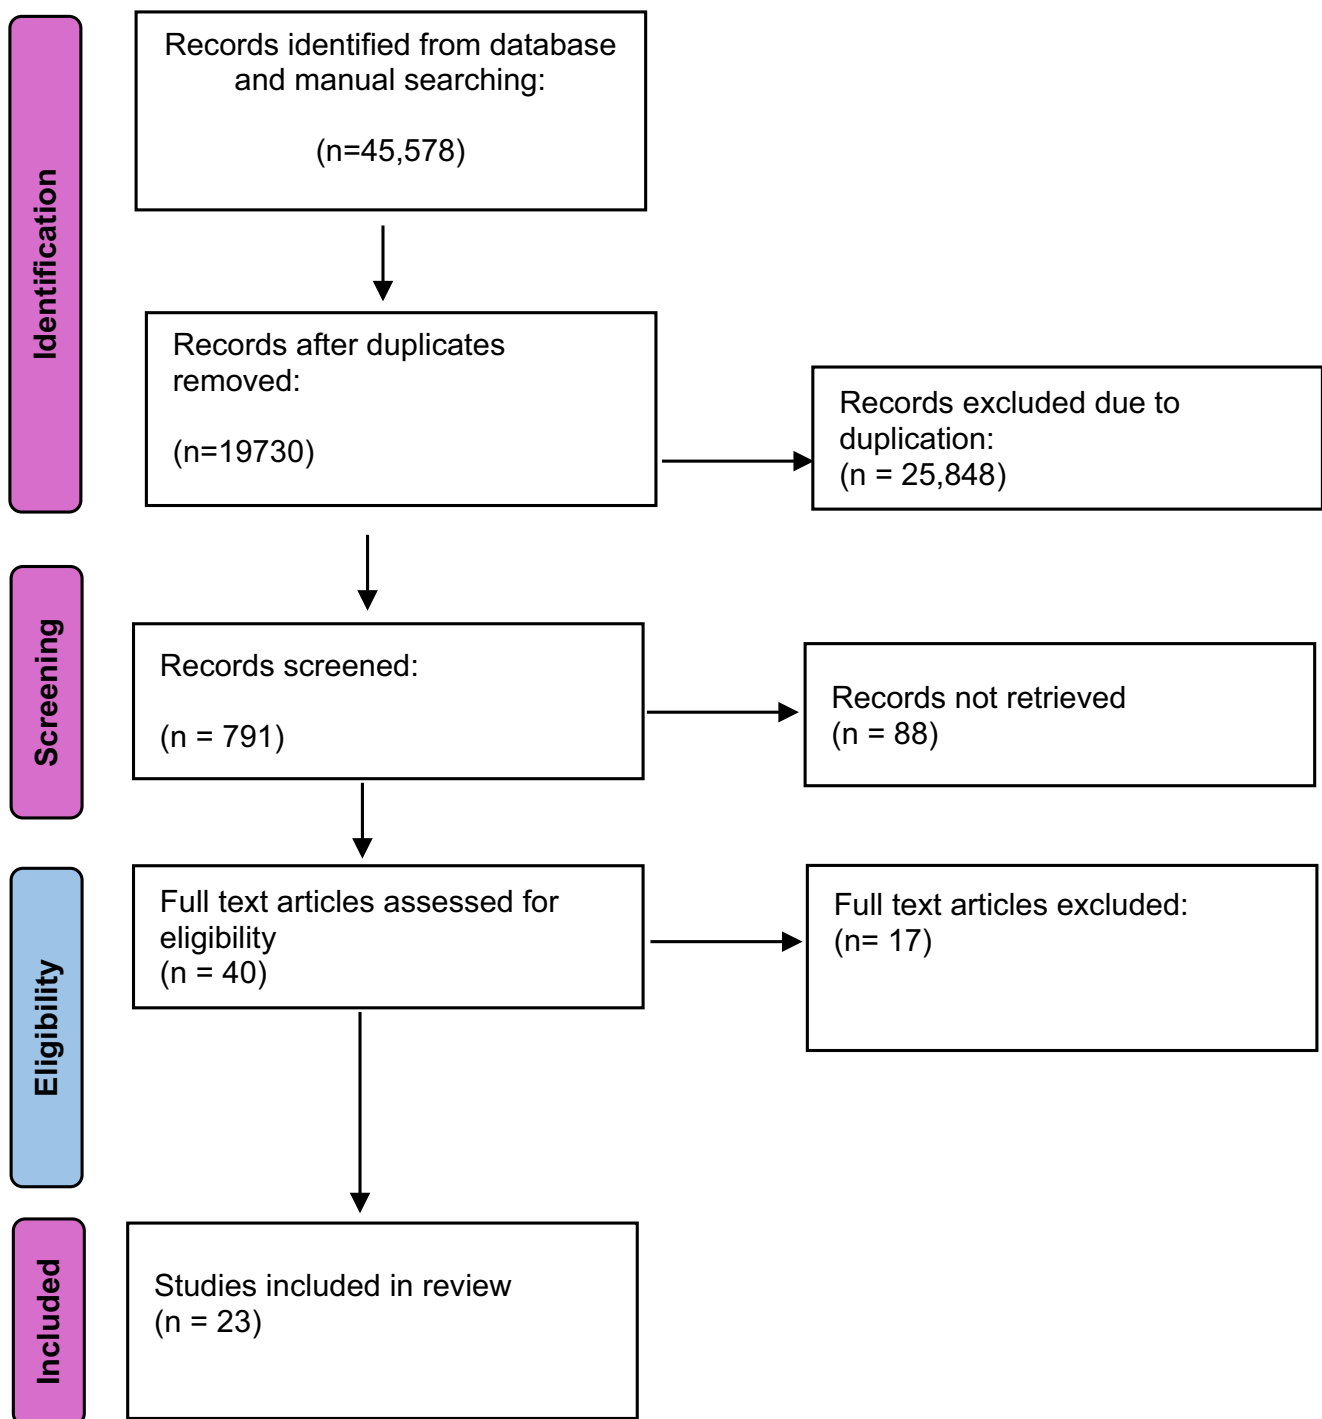 Identification
Records identified from database
and manual searching:
(n=45,578)
Records after duplicates
removed:
(n=19730)
Records excluded due to
duplication:
(n = 25,848)
Screening
Records screened:
(n = 791)
Records not retrieved
(n = 88)
Eligibility
Full text articles assessed for
eligibility
(n = 40)
Full text articles excluded:
(n= 17)
Included
Studies included in review
(n = 23)